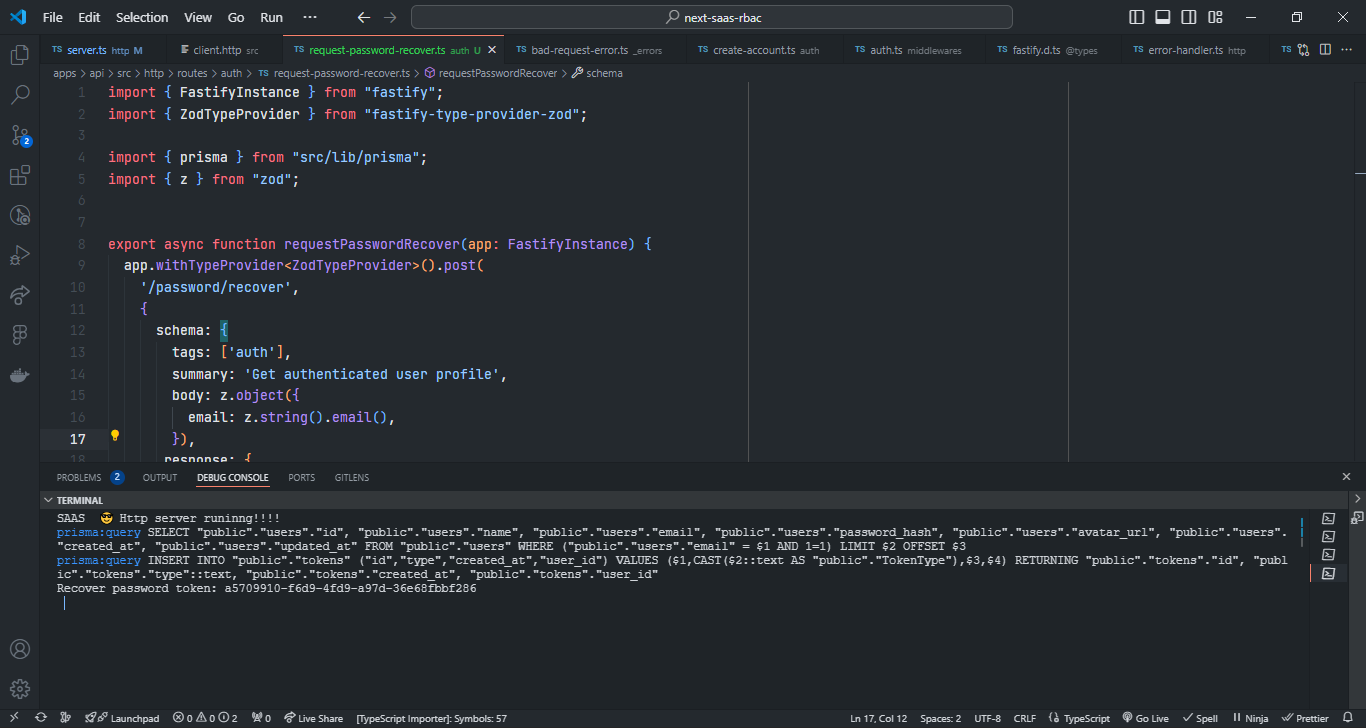 File Edit Selection View Go Run ··· next-saas-rbac
TS server.ts http M client.http src TS request-password-recover.ts auth U TS bad-request-error.ts _errors TS create-account.ts auth TS auth.ts middlewares TS fastify.d.ts @types TS error-handler.ts http TS
apps > api > src > http > routes > auth > TS request-password-recover.ts > requestPasswordRecover > schema
1 import { FastifyInstance } from "fastify";
2 import { ZodTypeProvider } from "fastify-type-provider-zod";
3
4 import { prisma } from "src/lib/prisma";
5 import { z } from "zod";
6
7
8 export async function requestPasswordRecover(app: FastifyInstance) {
9 app.withTypeProvider<ZodTypeProvider>().post(
10 '/password/recover',
11 {
12 schema: {
13 tags: ['auth'],
14 summary: 'Get authenticated user profile',
15 body: z.object({
16 email: z.string().email(),
17 }),
18 response: {
2
PROBLEMS 2 OUTPUT DEBUG CONSOLE PORTS GITLENS
TERMINAL
SAAS 😎 Http server runinng!!!!
prisma:query SELECT "public"."users"."id", "public"."users"."name", "public"."users"."email", "public"."users"."password_hash", "public"."users"."avatar_url", "public"."users".
"created_at", "public"."users"."updated_at" FROM "public"."users" WHERE ("public"."users"."email" = $1 AND 1=1) LIMIT $2 OFFSET $3
prisma:query INSERT INTO "public"."tokens" ("id","type","created_at","user_id") VALUES ($1,CAST($2::text AS "public"."TokenType"),$3,$4) RETURNING "public"."tokens"."id", "publ
ic"."tokens"."type"::text, "public"."tokens"."created_at", "public"."tokens"."user_id"
Recover password token: a5709910-f6d9-4fd9-a97d-36e68fbbf286
Launchpad 0 0 2 0 Live Share [TypeScript Importer]: Symbols: 57 Ln 17, Col 12 Spaces: 2 UTF-8 CRLF TypeScript Go Live Spell Ninja Prettier